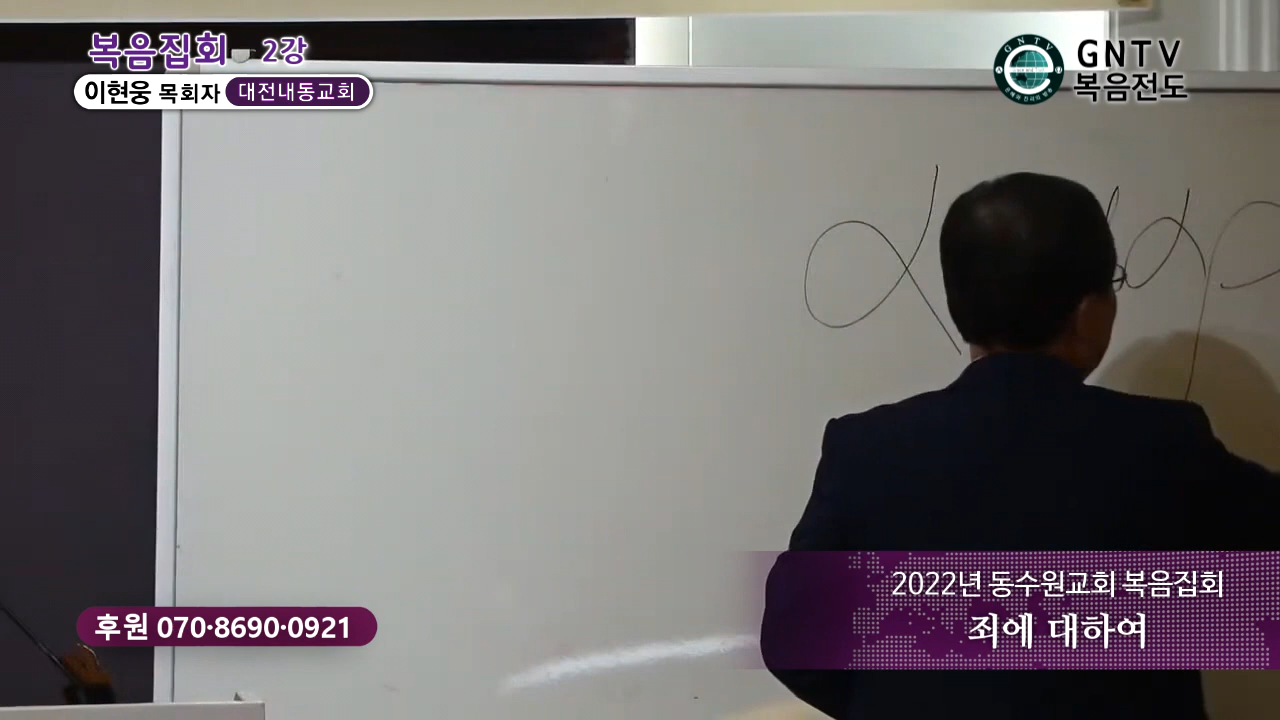 복음집회 2강
이현웅 목회자 대전내동교회
GNTV
복음전도
GNTV
α
후원 070·8690·0921
2022년 동수원교회 복음집회
죄에 대하여